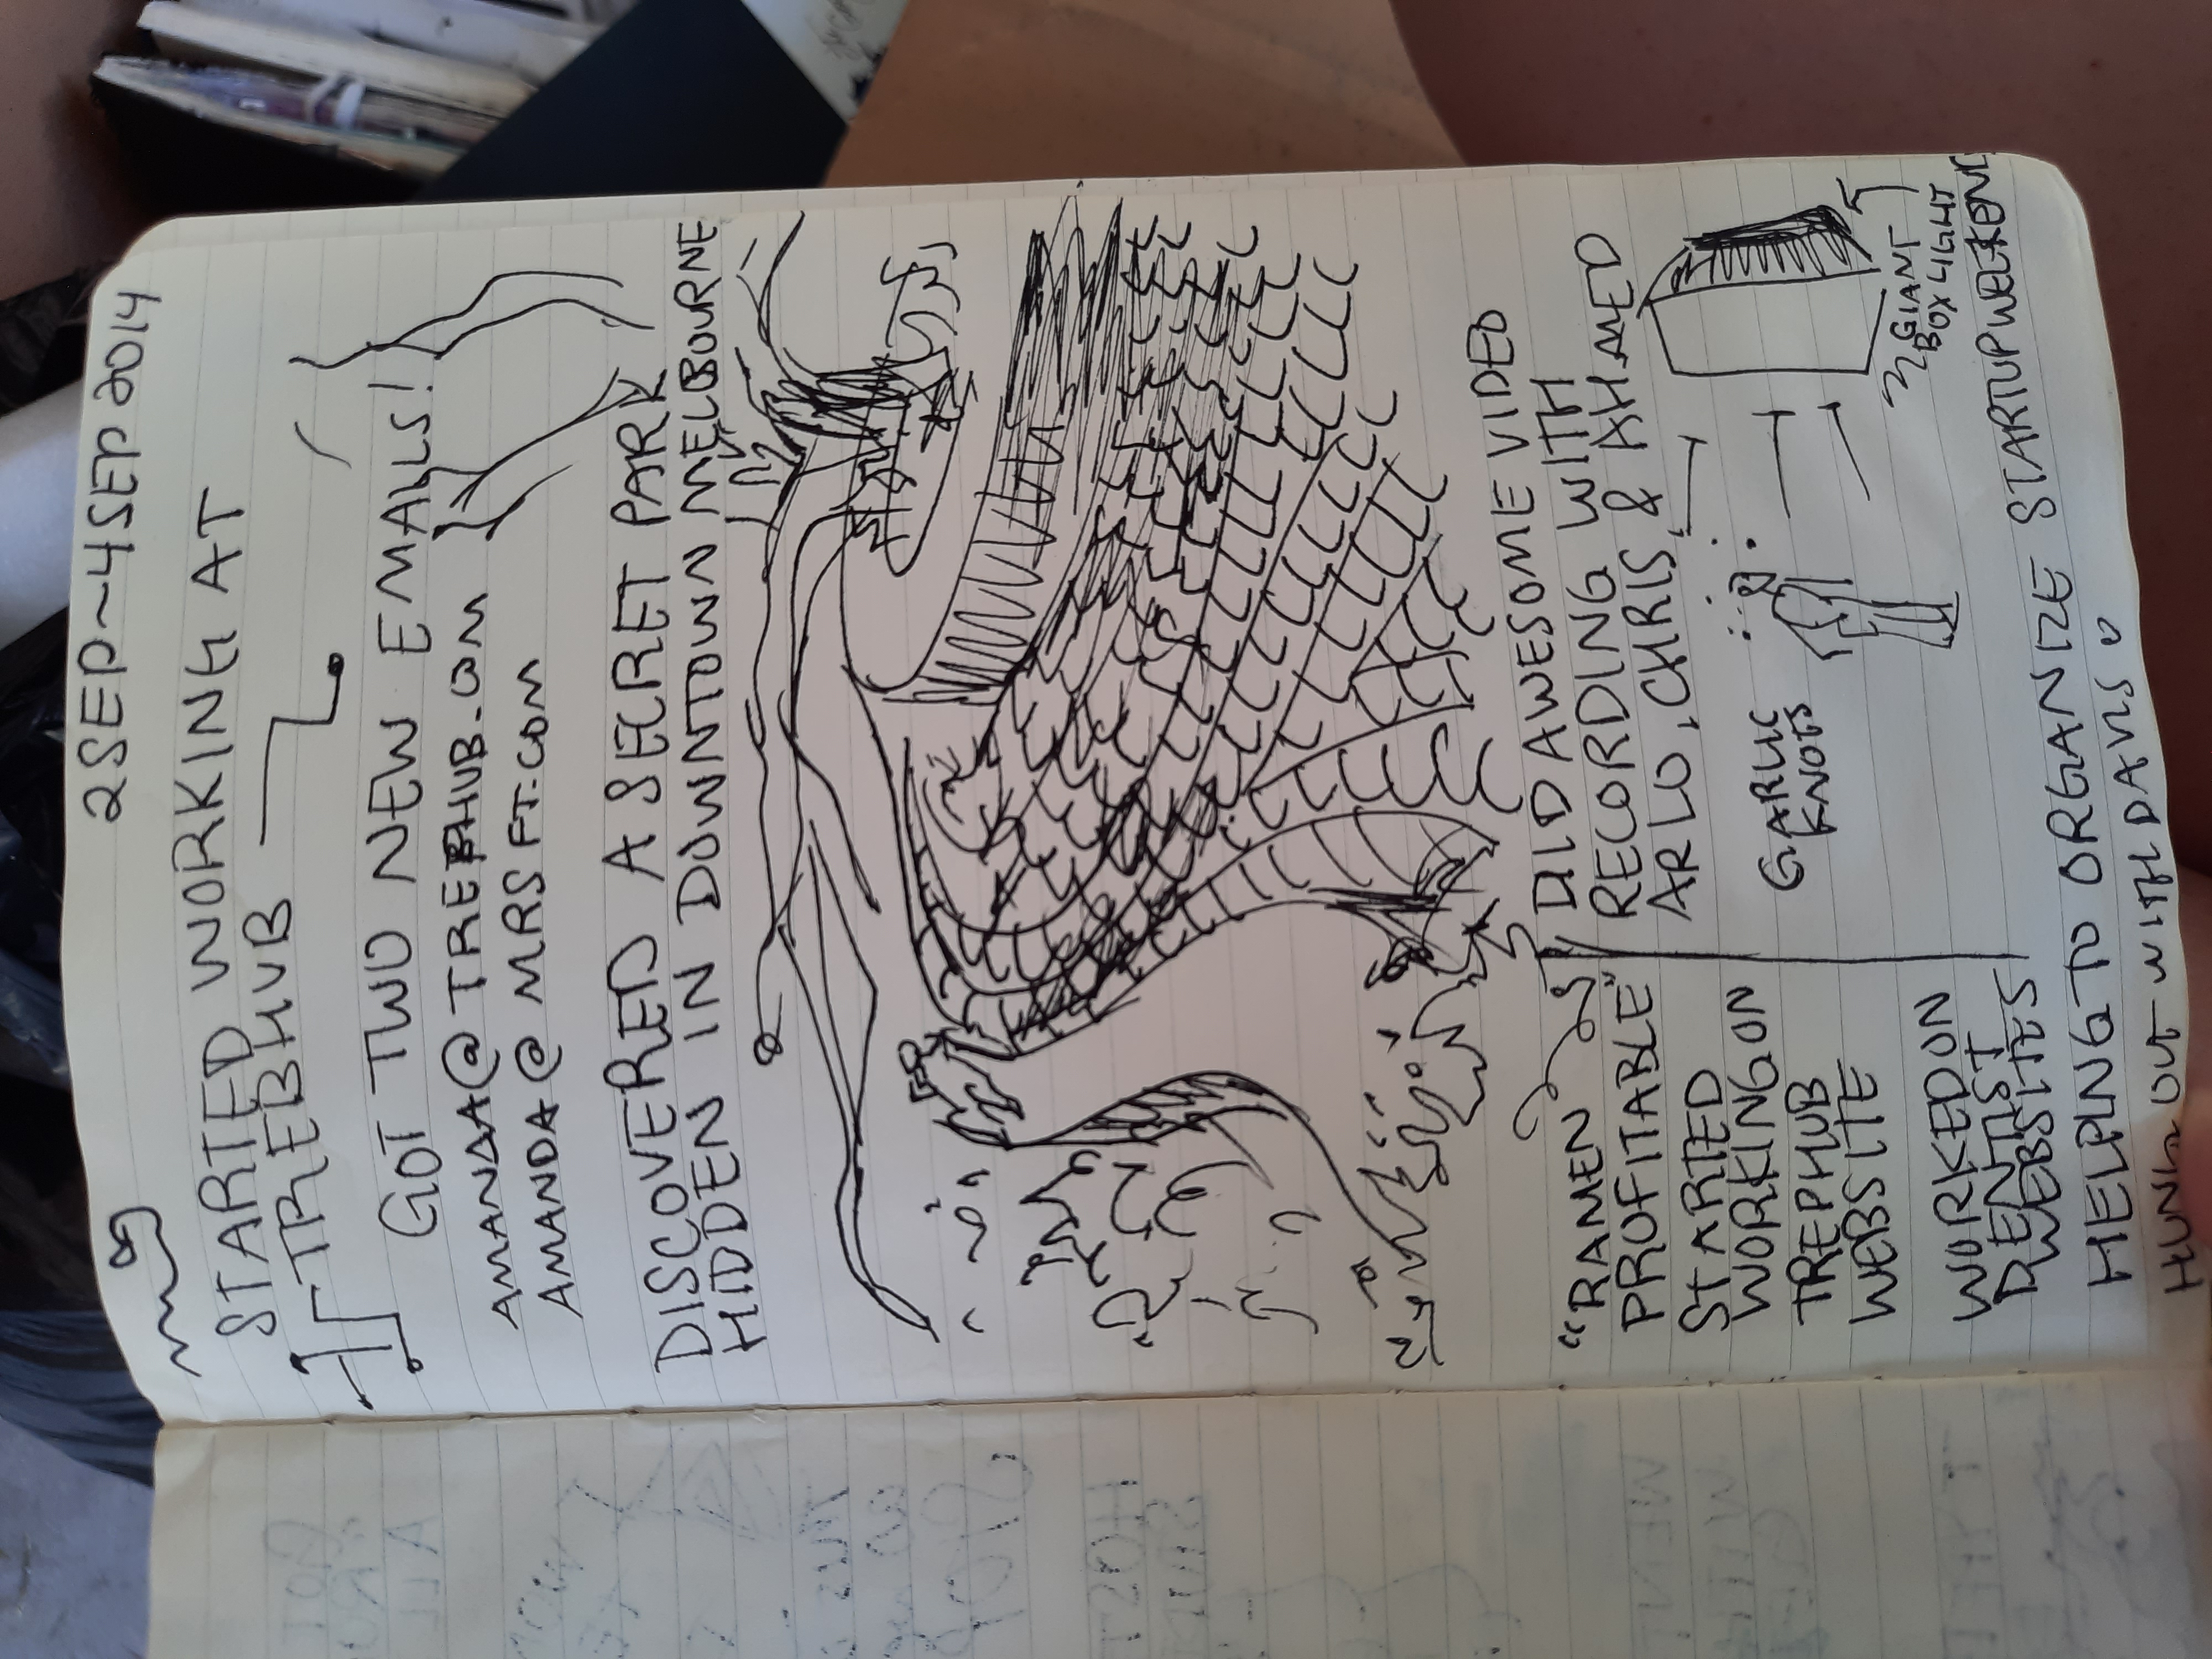 2SEP~4SEP 2014
STARTED WORKING AT
TREBHUB
GOT TWO NEW EMAILS!
AMANDA@TREPHUB.COM
AMANDA@MRSFT.COM
DISCOVERED A SECRET PARK
HIDDEN IN DOWNTOWN MELBOURNE
"RAMEN
PROFITABLE"
STARTED
WORKING ON
TREPHUB
WEBSITE
WORKED ON
DENTIST
WEBSITES
DID AWESOME VIDEO
RECORDING WITH
ARLO, CHRIS, & AHMED
GARLIC
KNOTS
GIANT
BOX LIGHT
HELPING TO ORGANIZE STARTUP WEEKEND
HUNG OUT WITH DAVIS